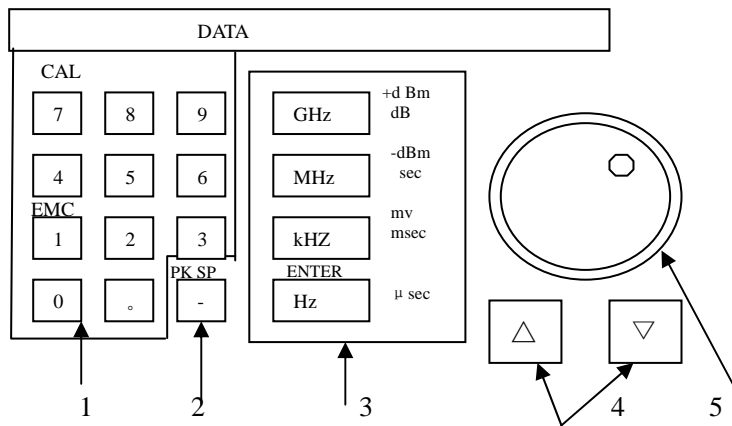 DATA
CAL
7 8 9 GHz +d Bm
dB
4 5 6 MHz -dBm
sec
EMC
1 2 3 kHZ mv
msec
PK SP ENTER
0 。 - Hz μ sec
△ ▽
1 2 3 4 5